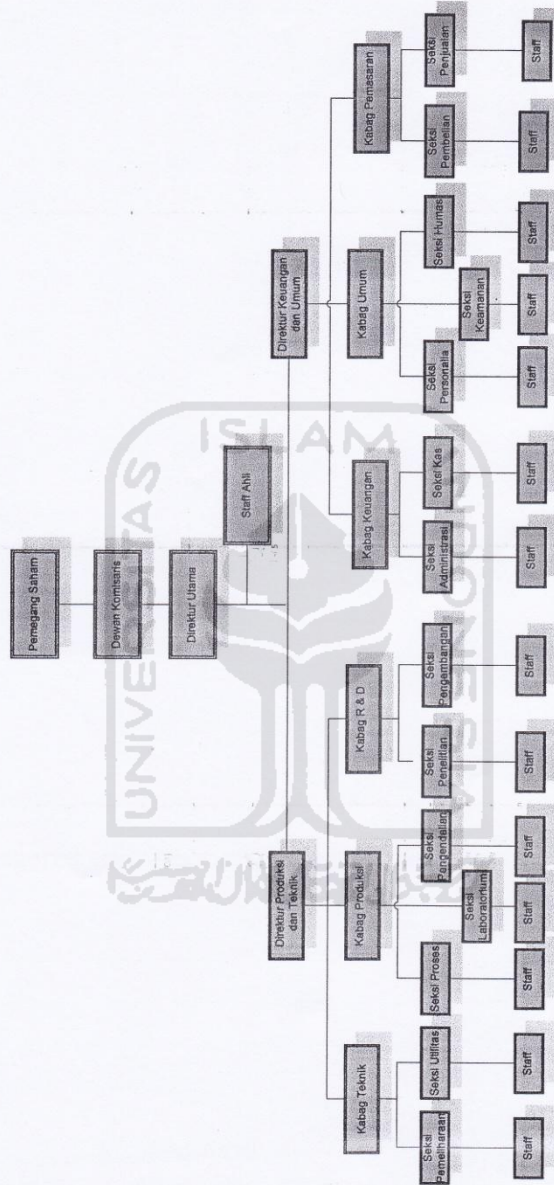 Pemegang Saham
Dewan Komisaris
Direktur Utama
Staff Ahli
Direktur Produksi
dan Teknik
Direktur Keuangan
dan Umum
Kabag Teknik
Kabag Produksi
Kabag R & D
Kabag Keuangan
Kabag Umum
Kabag Pemasaran
Seksi
Pemeliharaan
Seksi Utilitas
Seksi Proses
Seksi
Laboratorium
Seksi
Pengendalian
Seksi
Penelitian
Seksi
Pengembangan
Seksi
Administrasi
Seksi Kas
Seksi
Personalia
Seksi
Keamanan
Seksi Humas
Seksi
Pembelian
Seksi
Penjualan
Staff
Staff
Staff
Staff
Staff
Staff
Staff
Staff
Staff
Staff
Staff
Staff
Staff
Staff
UNIVERSITAS
ISLAM
INDONESIA